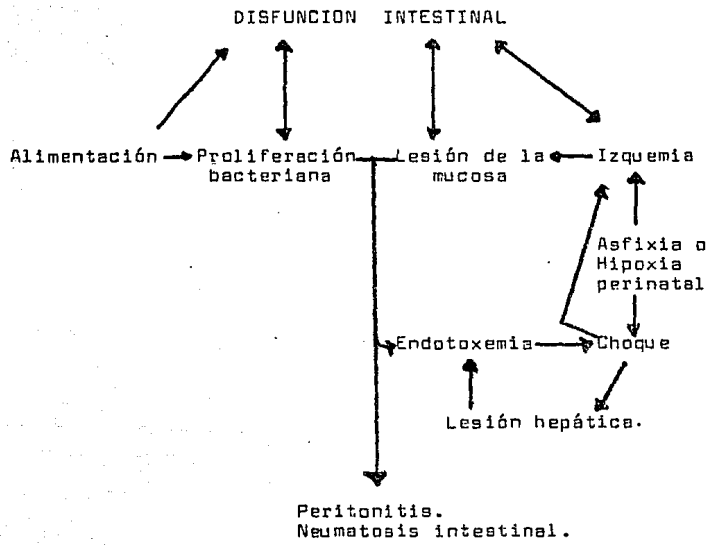 DISFUNCION INTESTINAL
Alimentación
Proliferación
bacteriana
Lesión de la
mucosa
Izquemia
Asfixia o
Hipoxia
perinatal
Endotoxemia
Choque
Lesión hepática.
Peritonitis.
Neumatosis intestinal.